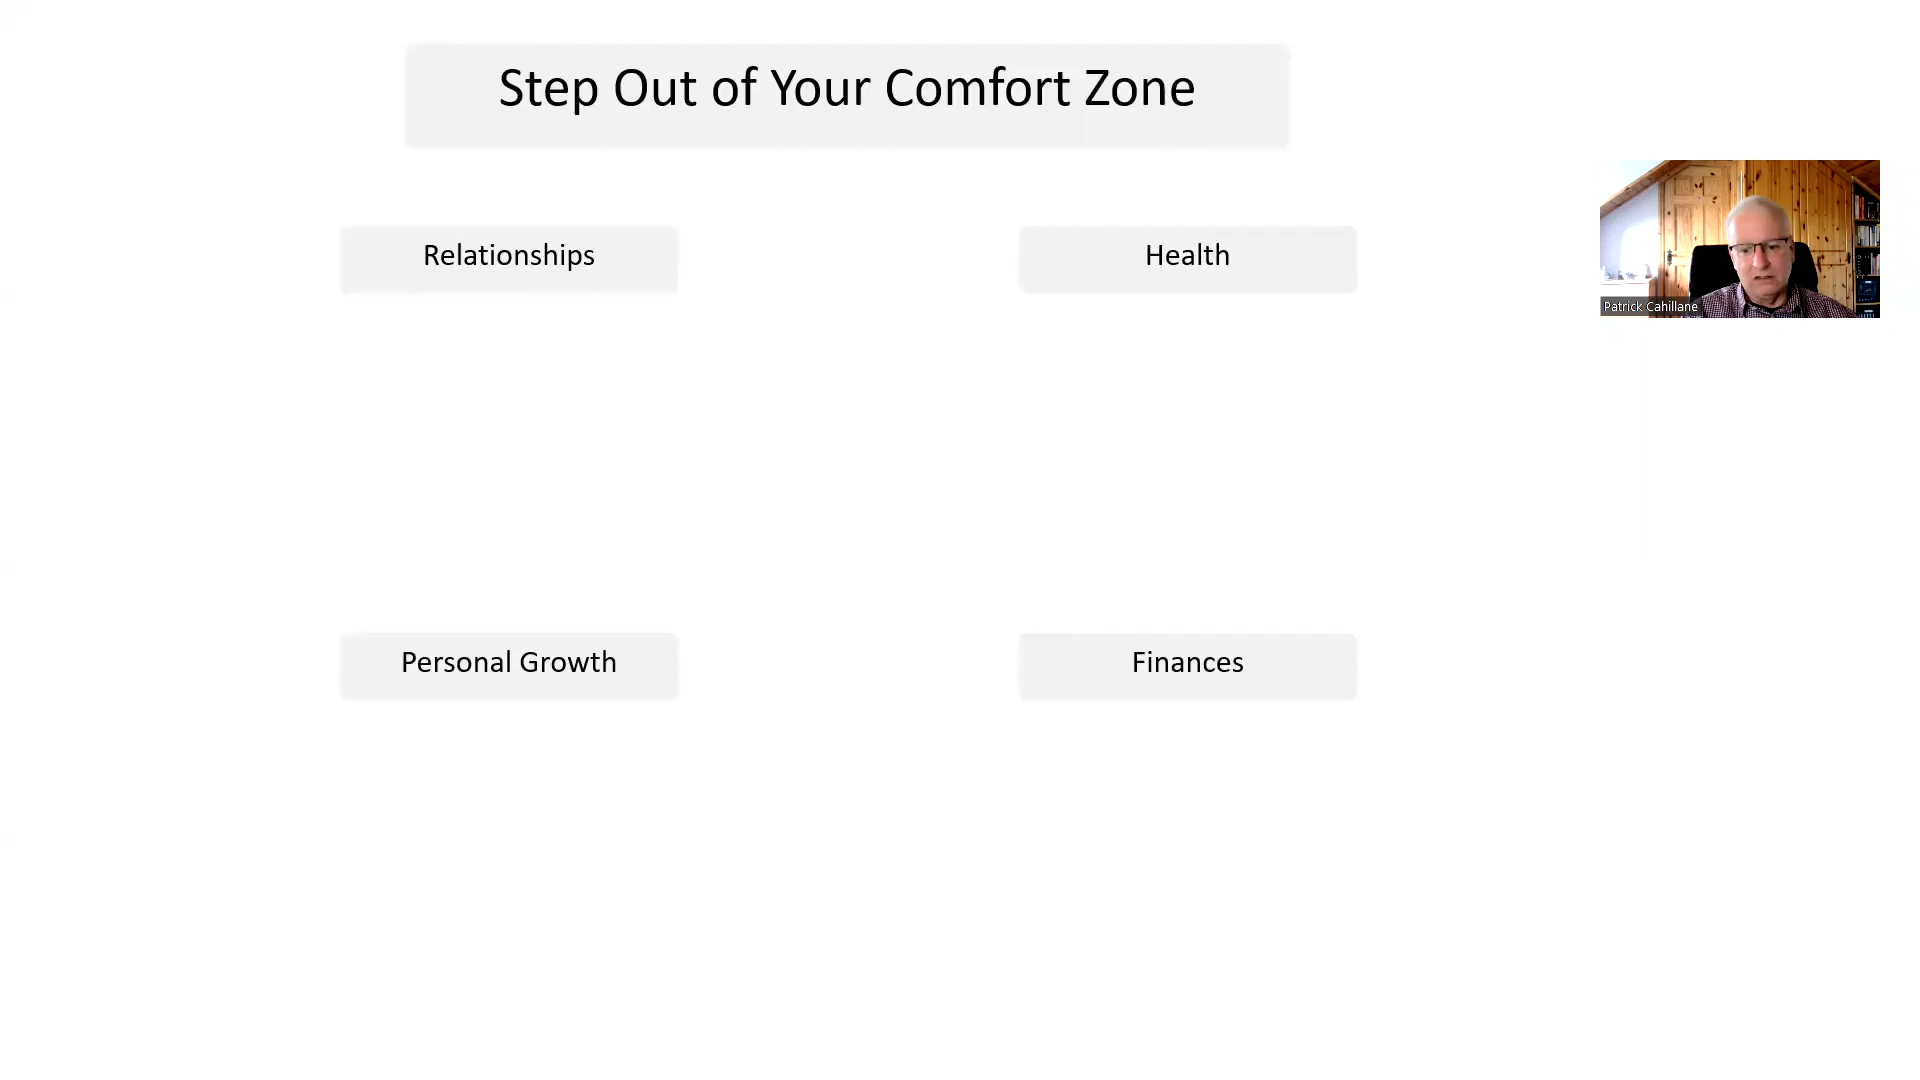 Step Out of Your Comfort Zone
Relationships
Health
Patrick Cahillane
Personal Growth
Finances